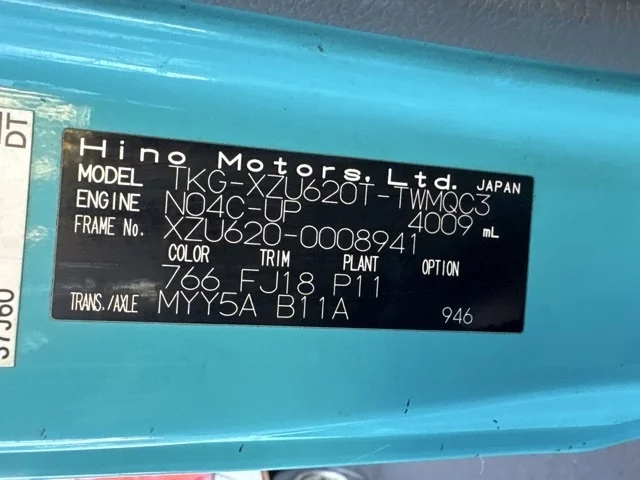 Hino Motors, Ltd. JAPAN
MODEL TKG-XZU620T-TWMQC3
ENGINE N04C-UP 4009 mL
FRAME No. XZU620-0008941
COLOR TRIM PLANT OPTION
766 FJ18 P11
TRANS./AXLE MYY5A B11A 946
DT